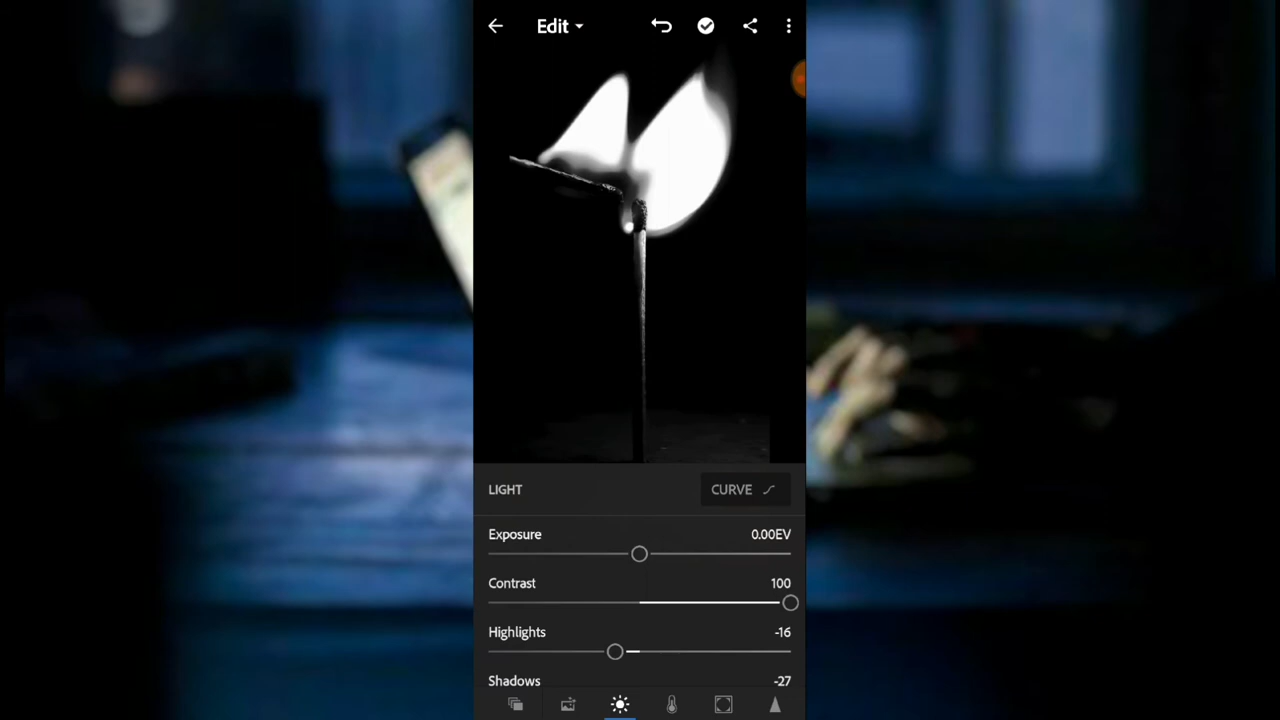 Edit
LIGHT
CURVE
Exposure 0.00EV
Contrast 100
Highlights -16
Shadows -27